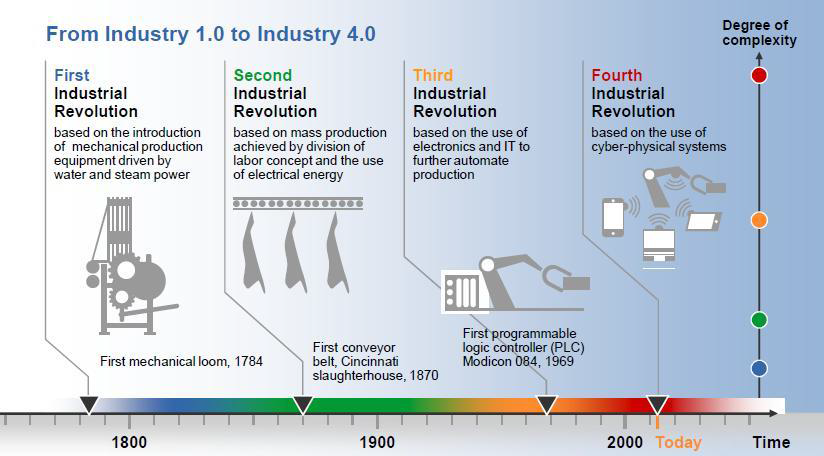 From Industry 1.0 to Industry 4.0
Degree of
complexity
First
Industrial
Revolution
based on the introduction
of mechanical production
equipment driven by
water and steam power
Second
Industrial
Revolution
based on mass production
achieved by division of
labor concept and the use
of electrical energy
Third
Industrial
Revolution
based on the use of
electronics and IT to
further automate
production
Fourth
Industrial
Revolution
based on the use of
cyber-physical systems
First mechanical loom, 1784
First conveyor
belt, Cincinnati
slaughterhouse, 1870
First programmable
logic controller (PLC)
Modicon 084, 1969
1800
1900
2000
Today
Time